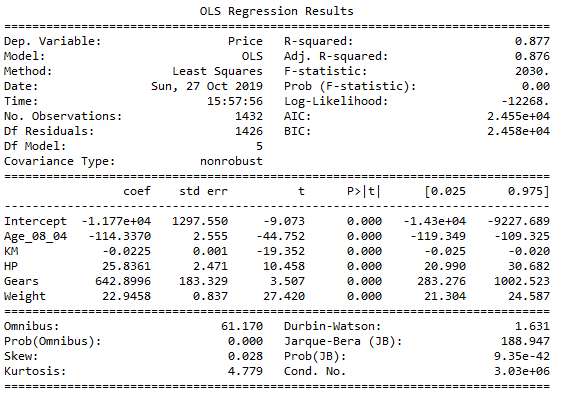 OLS Regression Results
==============================================================================
Dep. Variable:                  Price   R-squared:                       0.877
Model:                            OLS   Adj. R-squared:                  0.876
Method:                 Least Squares   F-statistic:                     2030.
Date:                Sun, 27 Oct 2019   Prob (F-statistic):               0.00
Time:                        15:57:56   Log-Likelihood:                -12268.
No. Observations:                1432   AIC:                         2.455e+04
Df Residuals:                    1426   BIC:                         2.458e+04
Df Model:                           5
Covariance Type:            nonrobust
==============================================================================
                 coef    std err          t      P>|t|      [0.025      0.975]
------------------------------------------------------------------------------
Intercept  -1.177e+04   1297.550     -9.073      0.000   -1.43e+04   -9227.689
Age_08_04   -114.3370      2.555    -44.752      0.000    -119.349    -109.325
KM            -0.0225      0.001    -19.352      0.000      -0.025      -0.020
HP            25.8361      2.471     10.458      0.000      20.990      30.682
Gears        642.8996    183.329      3.507      0.000     283.276    1002.523
Weight        22.9458      0.837     27.420      0.000      21.304      24.587
==============================================================================
Omnibus:                       61.170   Durbin-Watson:                   1.631
Prob(Omnibus):                  0.000   Jarque-Bera (JB):              188.947
Skew:                           0.028   Prob(JB):                     9.35e-42
Kurtosis:                       4.779   Cond. No.                     3.03e+06
==============================================================================